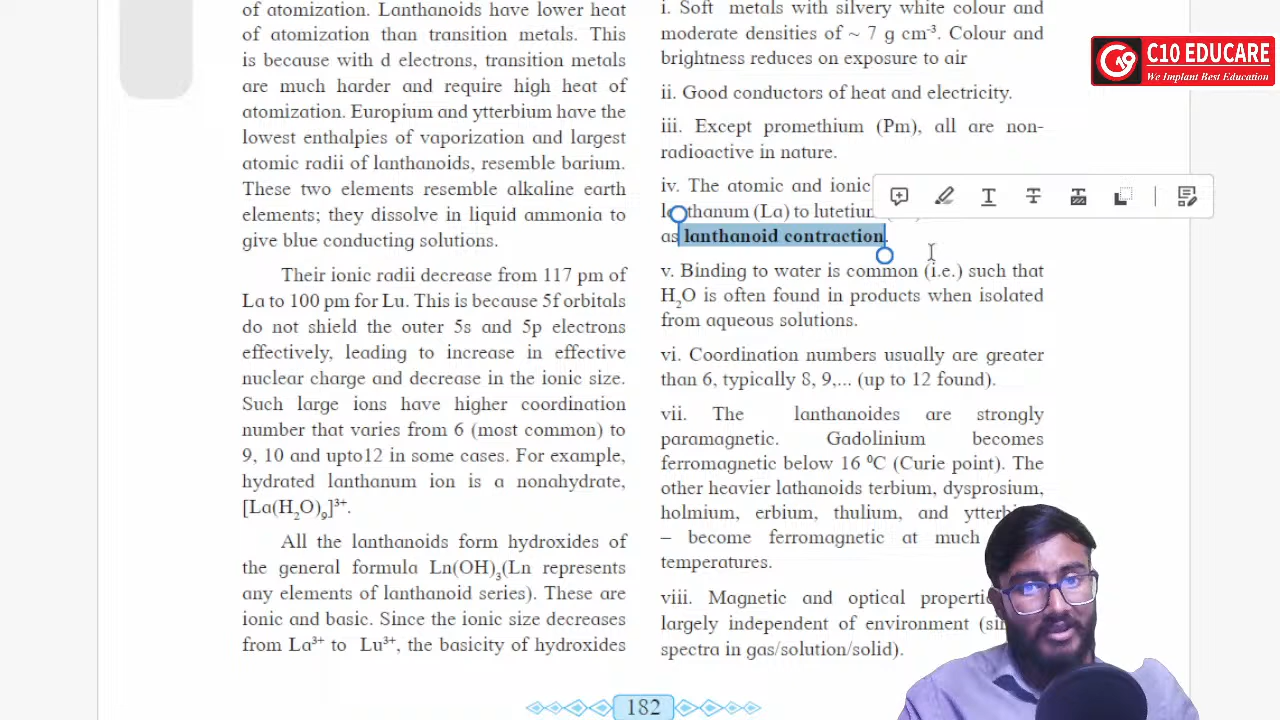 of atomization. Lanthanoids have lower heat
of atomization than transition metals. This
is because with d electrons, transition metals
are much harder and require high heat of
atomization. Europium and ytterbium have the
lowest enthalpies of vaporization and largest
atomic radii of lanthanoids, resemble barium.
These two elements resemble alkaline earth
elements; they dissolve in liquid ammonia to
give blue conducting solutions.
Their ionic radii decrease from 117 pm of
La to 100 pm for Lu. This is because 5f orbitals
do not shield the outer 5s and 5p electrons
effectively, leading to increase in effective
nuclear charge and decrease in the ionic size.
Such large ions have higher coordination
number that varies from 6 (most common) to
9, 10 and upto12 in some cases. For example,
hydrated lanthanum ion is a nonahydrate,
[La(H₂O)₉]³⁺.
All the lanthanoids form hydroxides of
the general formula Ln(OH)₃(Ln represents
any elements of lanthanoid series). These are
ionic and basic. Since the ionic size decreases
from La³⁺ to Lu³⁺, the basicity of hydroxides
i. Soft metals with silvery white colour and
moderate densities of ~ 7 g cm⁻³. Colour and
brightness reduces on exposure to air
ii. Good conductors of heat and electricity.
iii. Except promethium (Pm), all are non-
radioactive in nature.
iv. The atomic and ionic
lanthanum (La) to lutetium
as lanthanoid contraction.
v. Binding to water is common (i.e.) such that
H₂O is often found in products when isolated
from aqueous solutions.
vi. Coordination numbers usually are greater
than 6, typically 8, 9,... (up to 12 found).
vii. The lanthanoides are strongly
paramagnetic. Gadolinium becomes
ferromagnetic below 16 ⁰C (Curie point). The
other heavier lathanoids terbium, dysprosium,
holmium, erbium, thulium, and
– become ferromagnetic at much
temperatures.
viii. Magnetic and optical
largely independent of environment
spectra in gas/solution/solid).
182
C10 EDUCARE
We Implant Best Education